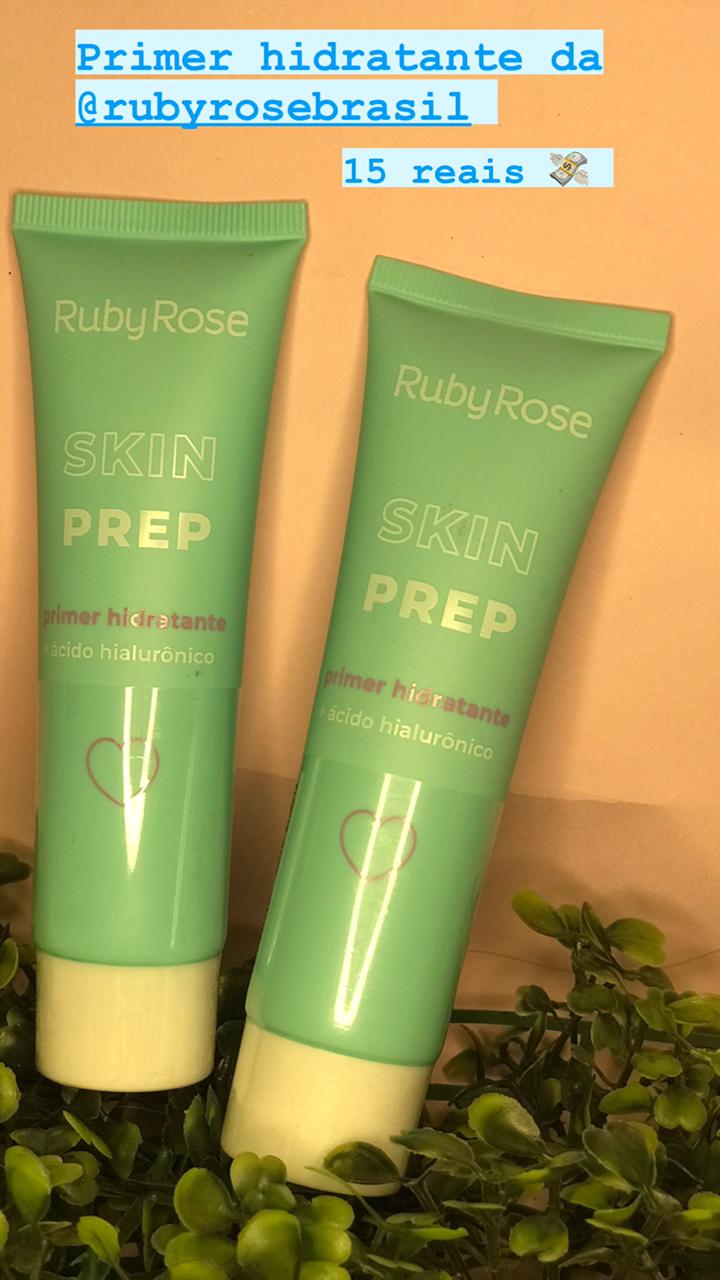 Primer hidratante da
@rubyrosebrasil
15 reais 💸
RubyRose
SKIN
PREP
primer hidratante
+ácido hialurônico
RubyRose
SKIN
PREP
primer hidratante
+ácido hialurônico